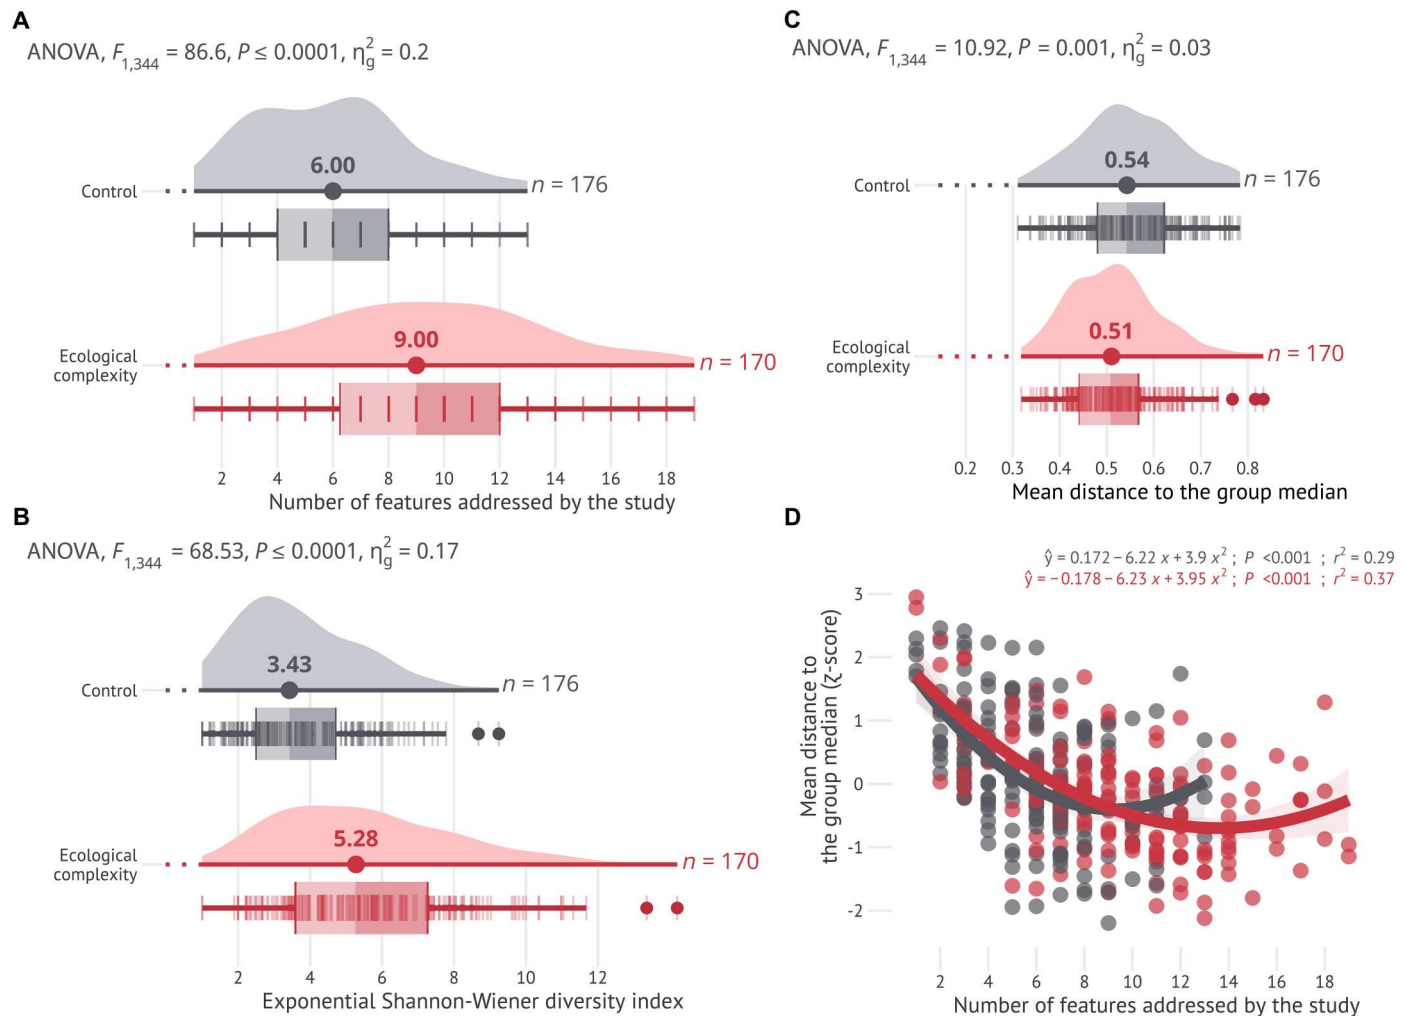 A
ANOVA, F1,344 = 86.6, P ≤ 0.0001, η²g = 0.2
6.00
Control
n = 176
9.00
Ecological
complexity
n = 170
2 4 6 8 10 12 14 16 18
Number of features addressed by the study
B
ANOVA, F1,344 = 68.53, P ≤ 0.0001, η²g = 0.17
3.43
Control
n = 176
5.28
Ecological
complexity
n = 170
2 4 6 8 10 12
Exponential Shannon-Wiener diversity index
C
ANOVA, F1,344 = 10.92, P = 0.001, η²g = 0.03
0.54
Control
n = 176
0.51
Ecological
complexity
n = 170
0.2 0.3 0.4 0.5 0.6 0.7 0.8
Mean distance to the group median
D
ŷ = 0.172 − 6.22 x + 3.9 x² ; P <0.001 ; r² = 0.29
ŷ = −0.178 − 6.23 x + 3.95 x² ; P <0.001 ; r² = 0.37
Mean distance to
the group median (ζ-score)
3
2
1
0
-1
-2
2 4 6 8 10 12 14 16 18
Number of features addressed by the study